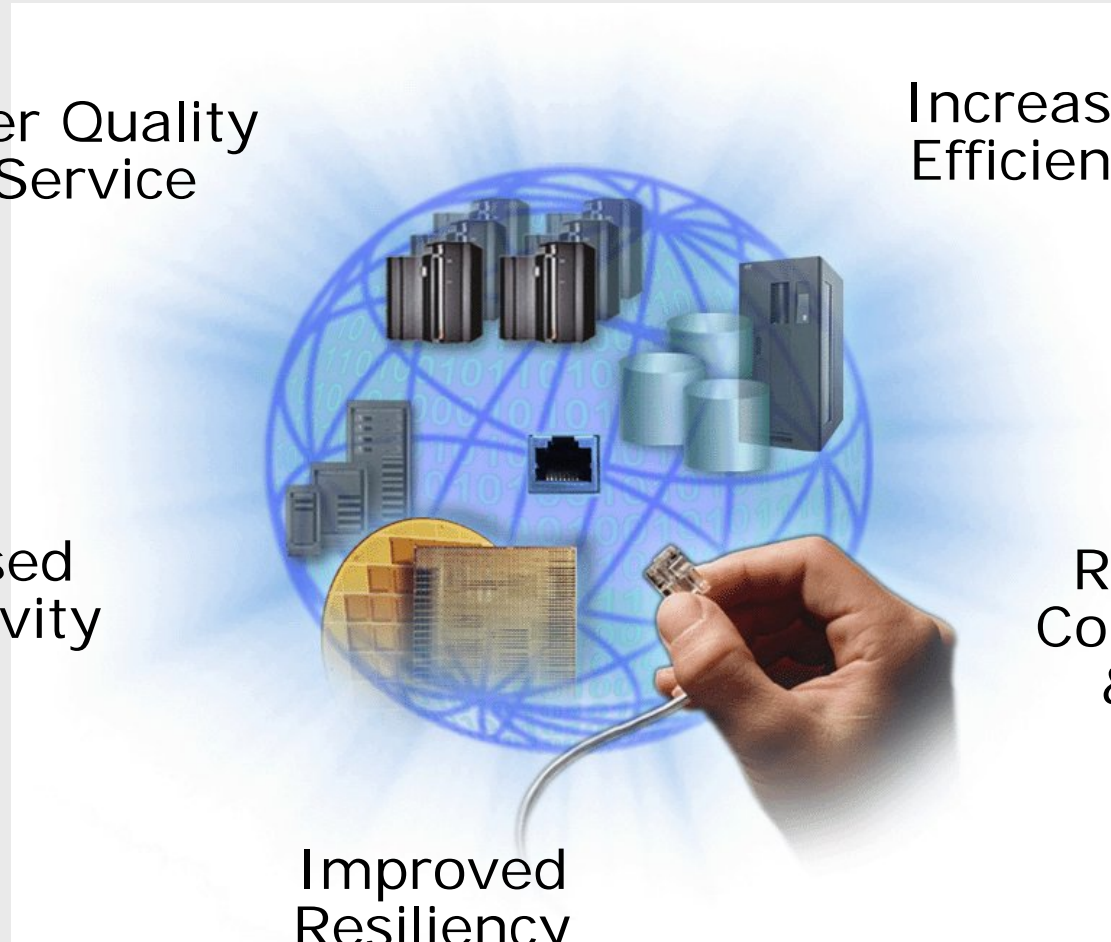 er Quality
Service
Increas
Efficien
sed
vity
R
Co
&
Improved
Resiliency